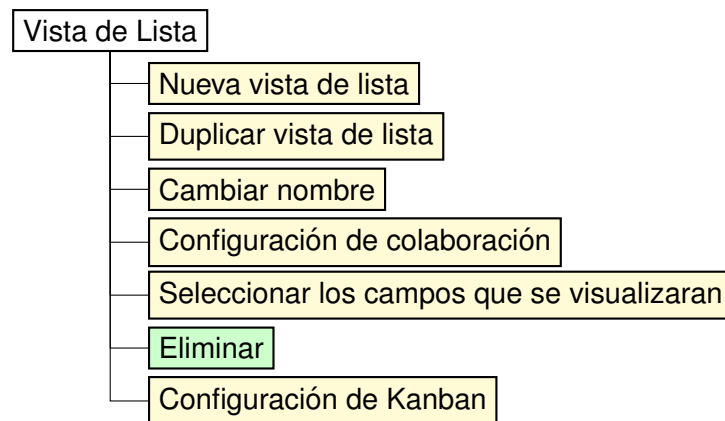 Vista de Lista
Nueva vista de lista
Duplicar vista de lista
Cambiar nombre
Configuración de colaboración
Seleccionar los campos que se visualizaran
Eliminar
Configuración de Kanban